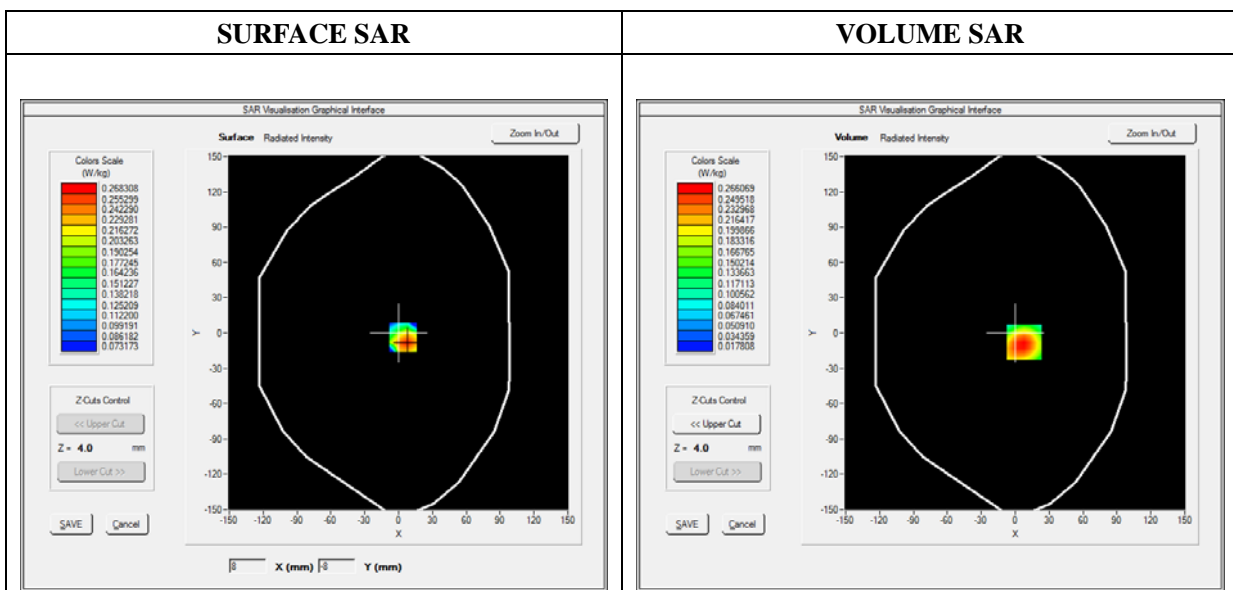 SURFACE SAR
VOLUME SAR
SAR Visualisation Graphical Interface
Surface Radiated Intensity
Zoom In/Out
Colors Scale
(W/kg)
0.268308
0.255299
0.242290
0.229281
0.216272
0.203263
0.190254
0.177245
0.164236
0.151227
0.138218
0.125209
0.112200
0.099191
0.086182
0.073173
Z-Cuts Control
<< Upper Cut
Z = 4.0 mm
Lower Cut >>
SAVE Cancel
150
120
90
60
30
0
-30
-60
-90
-120
-150
Y
-150 -120 -90 -60 -30 0 30 60 90 120 150
X
8 X (mm) -8 Y (mm)
SAR Visualisation Graphical Interface
Volume Radiated Intensity
Zoom In/Out
Colors Scale
(W/kg)
0.266069
0.249518
0.232968
0.216417
0.199866
0.183316
0.166765
0.150214
0.133663
0.117113
0.100562
0.084011
0.067461
0.050910
0.034359
0.017808
Z-Cuts Control
<< Upper Cut
Z = 4.0 mm
Lower Cut >>
SAVE Cancel
150
120
90
60
30
0
-30
-60
-90
-120
-150
Y
-150 -120 -90 -60 -30 0 30 60 90 120 150
X